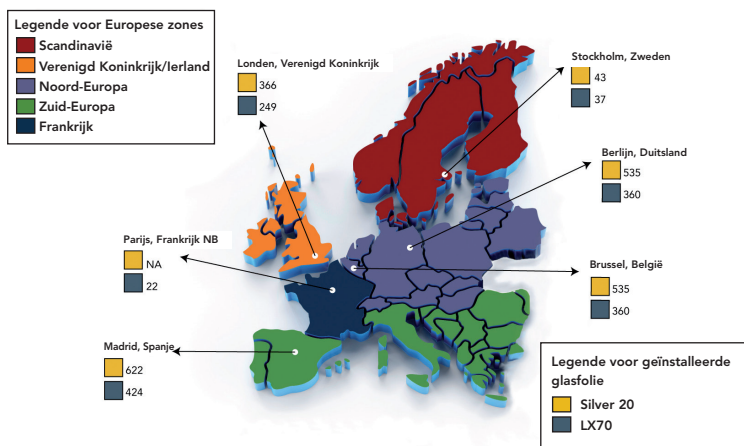 Legende voor Europese zones
Scandinavië
Verenigd Koninkrijk/Ierland
Noord-Europa
Zuid-Europa
Frankrijk
Londen, Verenigd Koninkrijk
366
249
Stockholm, Zweden
43
37
Berlijn, Duitsland
535
360
Parijs, Frankrijk NB
NA
22
Brussel, België
535
360
Madrid, Spanje
622
424
Legende voor geïnstalleerde
glasfolie
Silver 20
LX70